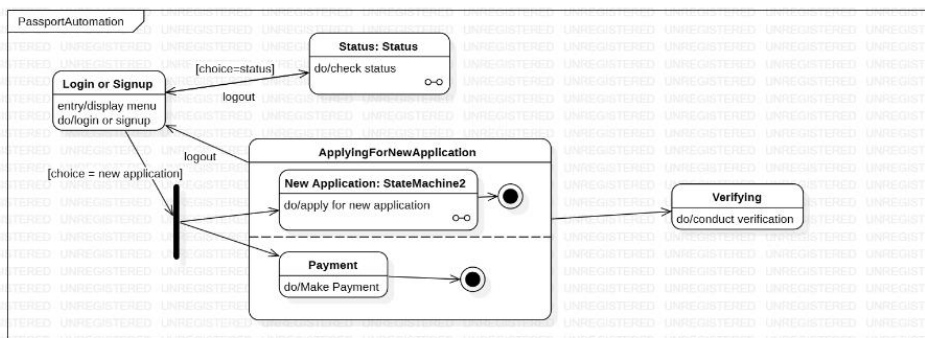 PassportAutomation
Status: Status
do/check status
[choice=status]
Login or Signup
entry/display menu
do/login or signup
logout
logout
[choice = new application]
ApplyingForNewApplication
New Application: StateMachine2
do/apply for new application
Payment
do/Make Payment
Verifying
do/conduct verification
UNREGISTERED